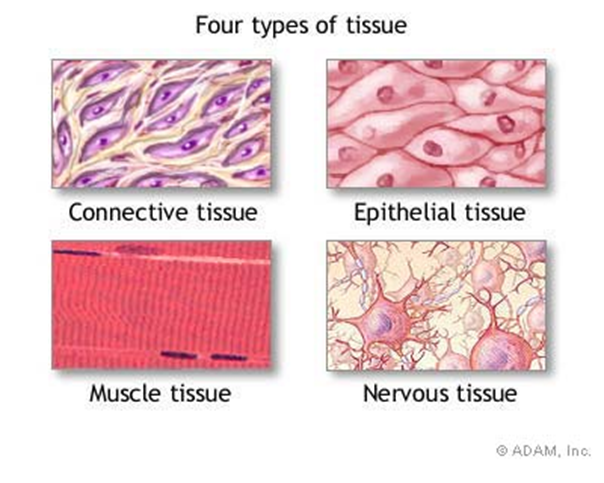 Four types of tissue
Connective tissue
Epithelial tissue
Muscle tissue
Nervous tissue
© ADAM, Inc.